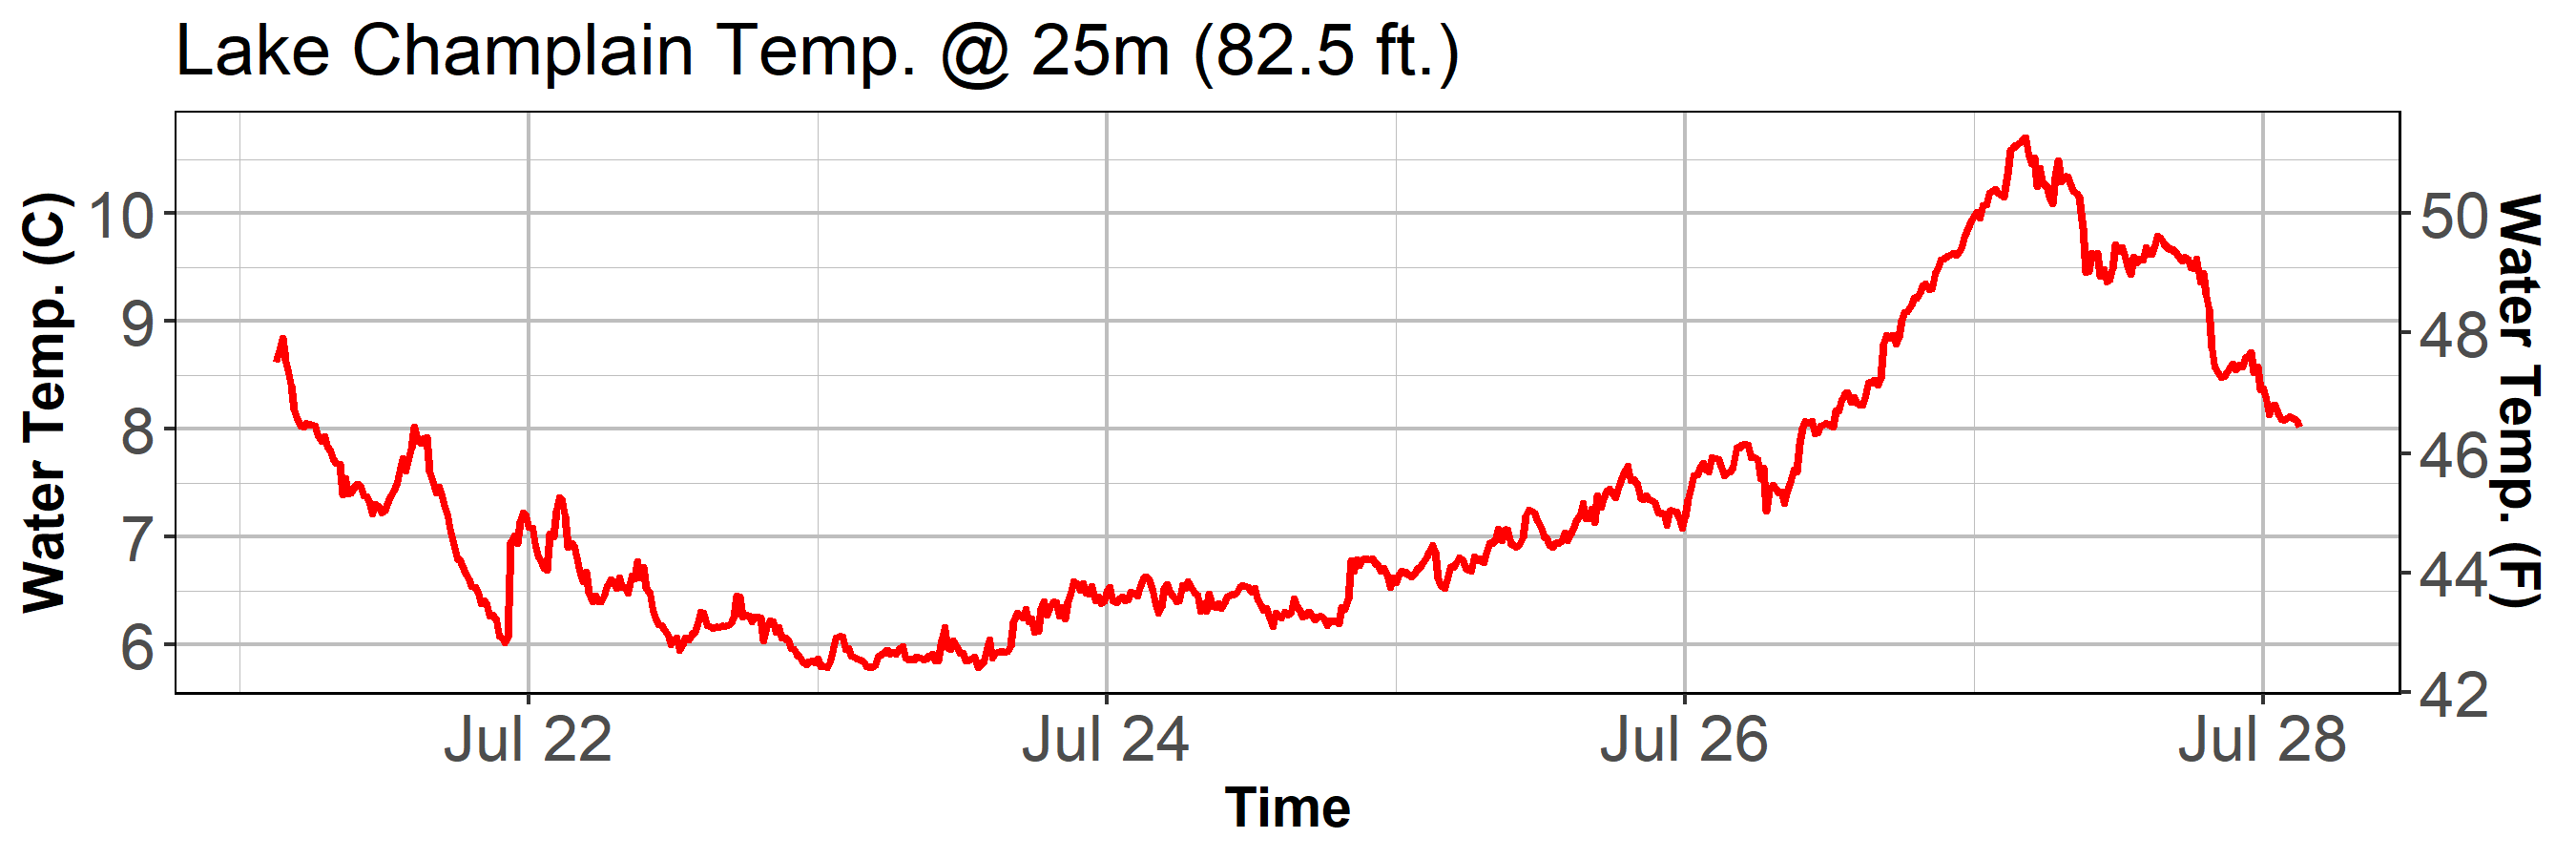 Lake Champlain Temp. @ 25m (82.5 ft.)
Water Temp. (C)
10
9
8
7
6
50
48
46
44
42
Water Temp. (F)
Jul 22
Jul 24
Jul 26
Jul 28
Time